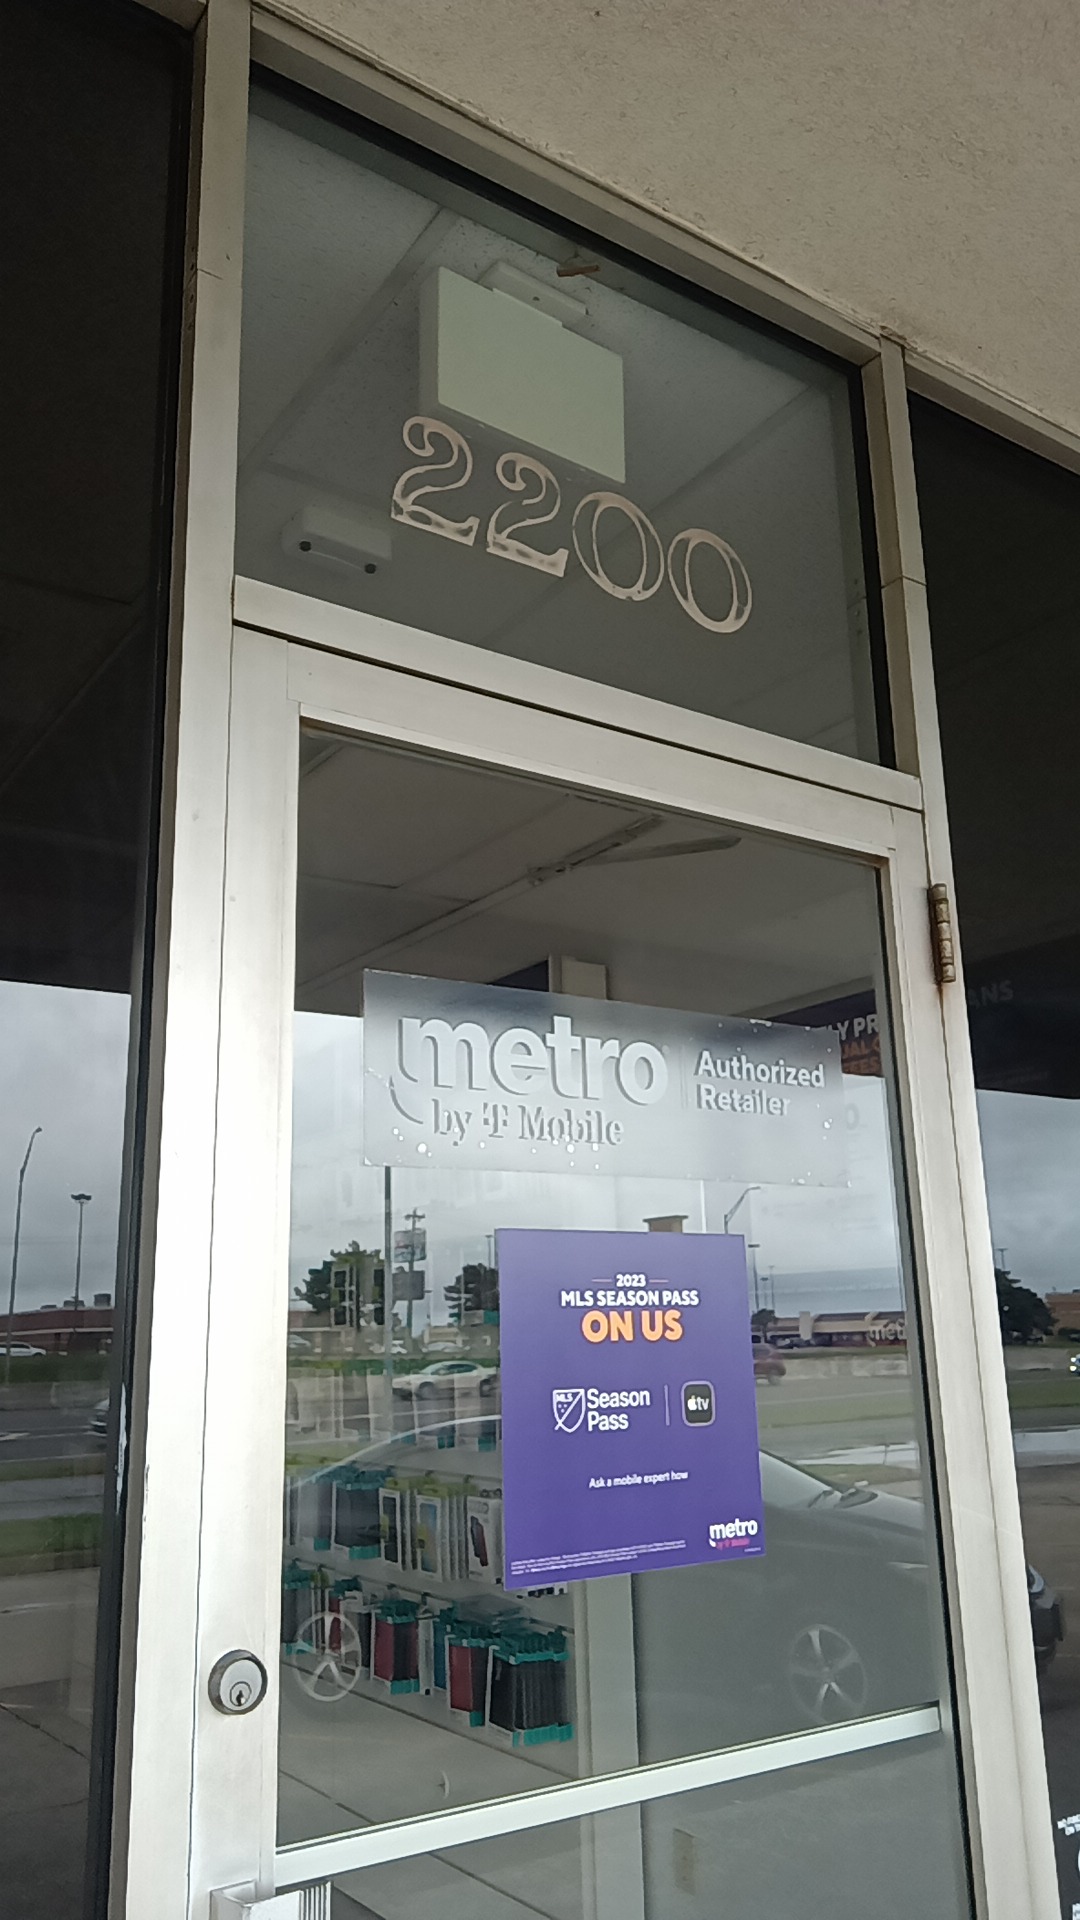 2200
metro
by T Mobile
Authorized
Retailer
2023
MLS SEASON PASS
ON US
MLS
Season
Pass
tv
Ask a mobile expert how
metro
by T Mobile